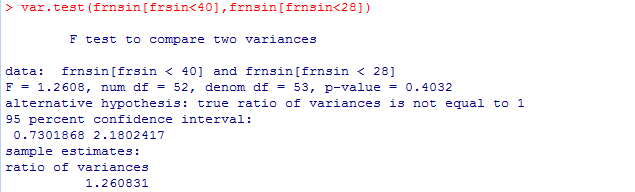 > var.test(frnsin[frsin<40],frnsin[frnsin<28])
F test to compare two variances
data:  frnsin[frsin < 40] and frnsin[frnsin < 28]
F = 1.2608, num df = 52, denom df = 53, p-value = 0.4032
alternative hypothesis: true ratio of variances is not equal to 1
95 percent confidence interval:
0.7301868 2.1802417
sample estimates:
ratio of variances
1.260831